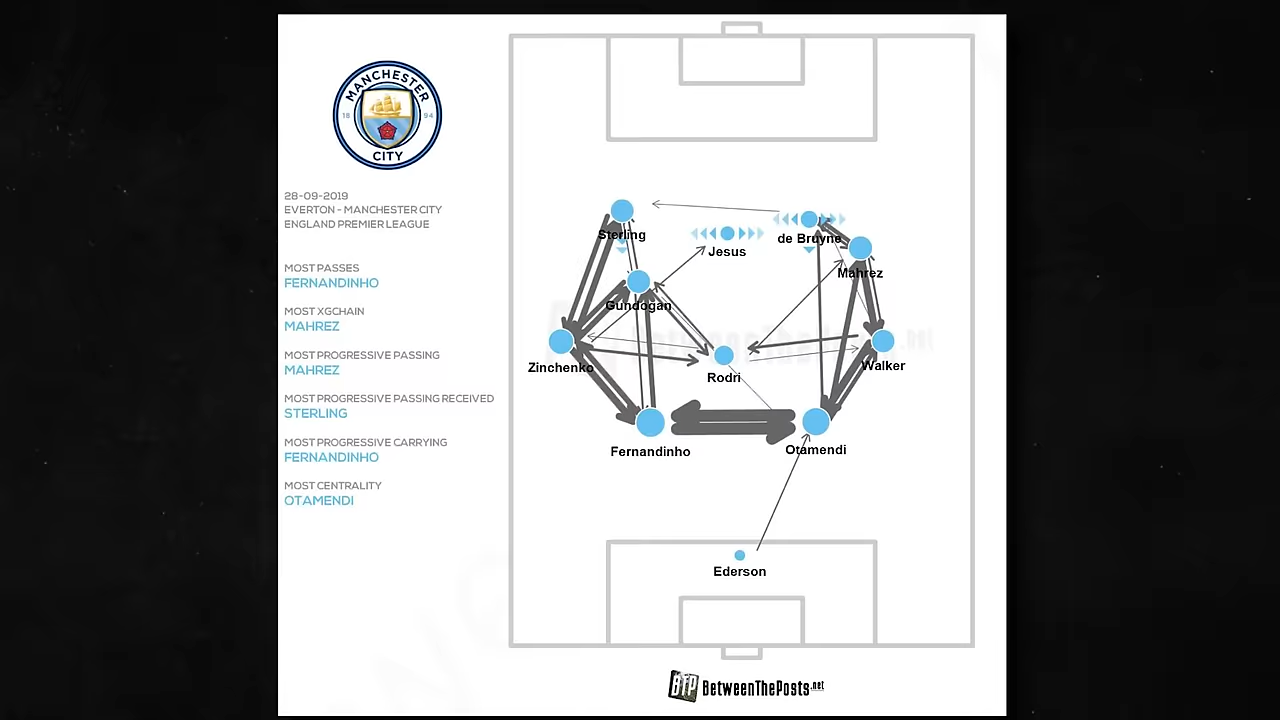 MANCHESTER
18 94
CITY
28-09-2019
EVERTON - MANCHESTER CITY
ENGLAND PREMIER LEAGUE
MOST PASSES
FERNANDINHO
MOST XGCHAIN
MAHREZ
MOST PROGRESSIVE PASSING
MAHREZ
MOST PROGRESSIVE PASSING RECEIVED
STERLING
MOST PROGRESSIVE CARRYING
FERNANDINHO
MOST CENTRALITY
OTAMENDI
Sterling
Jesus
de Bruyne
Mahrez
Gundogan
Zinchenko
Rodri
Walker
Fernandinho
Otamendi
Ederson
BTP BetweenThePosts.net